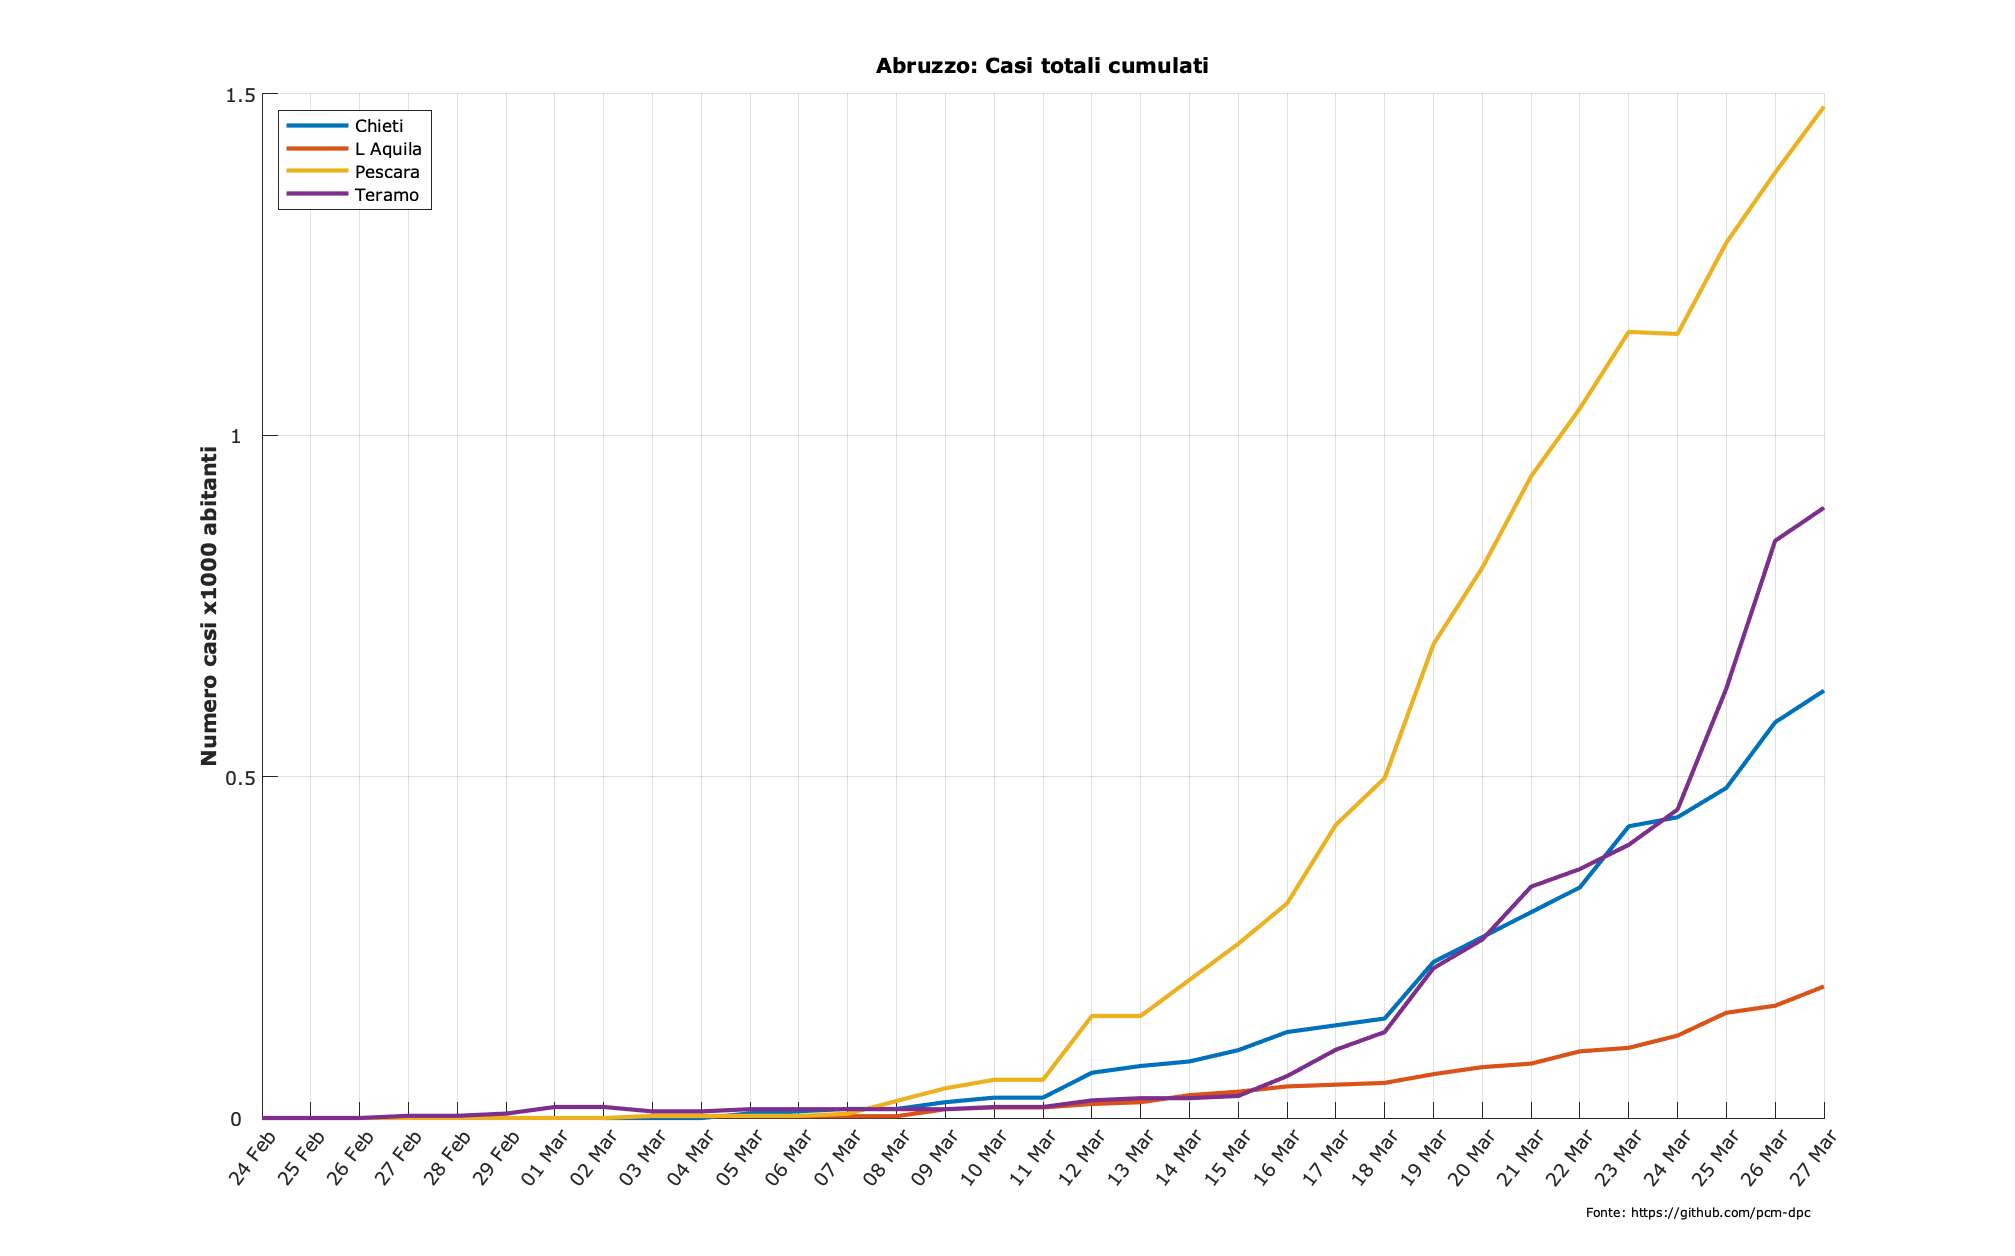 Abruzzo: Casi totali cumulati
1.5
Chieti
L Aquila
Pescara
Teramo
1
Numero casi x1000 abitanti
0.5
0
24 Feb
25 Feb
26 Feb
27 Feb
28 Feb
29 Feb
01 Mar
02 Mar
03 Mar
04 Mar
05 Mar
06 Mar
07 Mar
08 Mar
09 Mar
10 Mar
11 Mar
12 Mar
13 Mar
14 Mar
15 Mar
16 Mar
17 Mar
18 Mar
19 Mar
20 Mar
21 Mar
22 Mar
23 Mar
24 Mar
25 Mar
26 Mar
27 Mar
Fonte: https://github.com/pcm-dpc